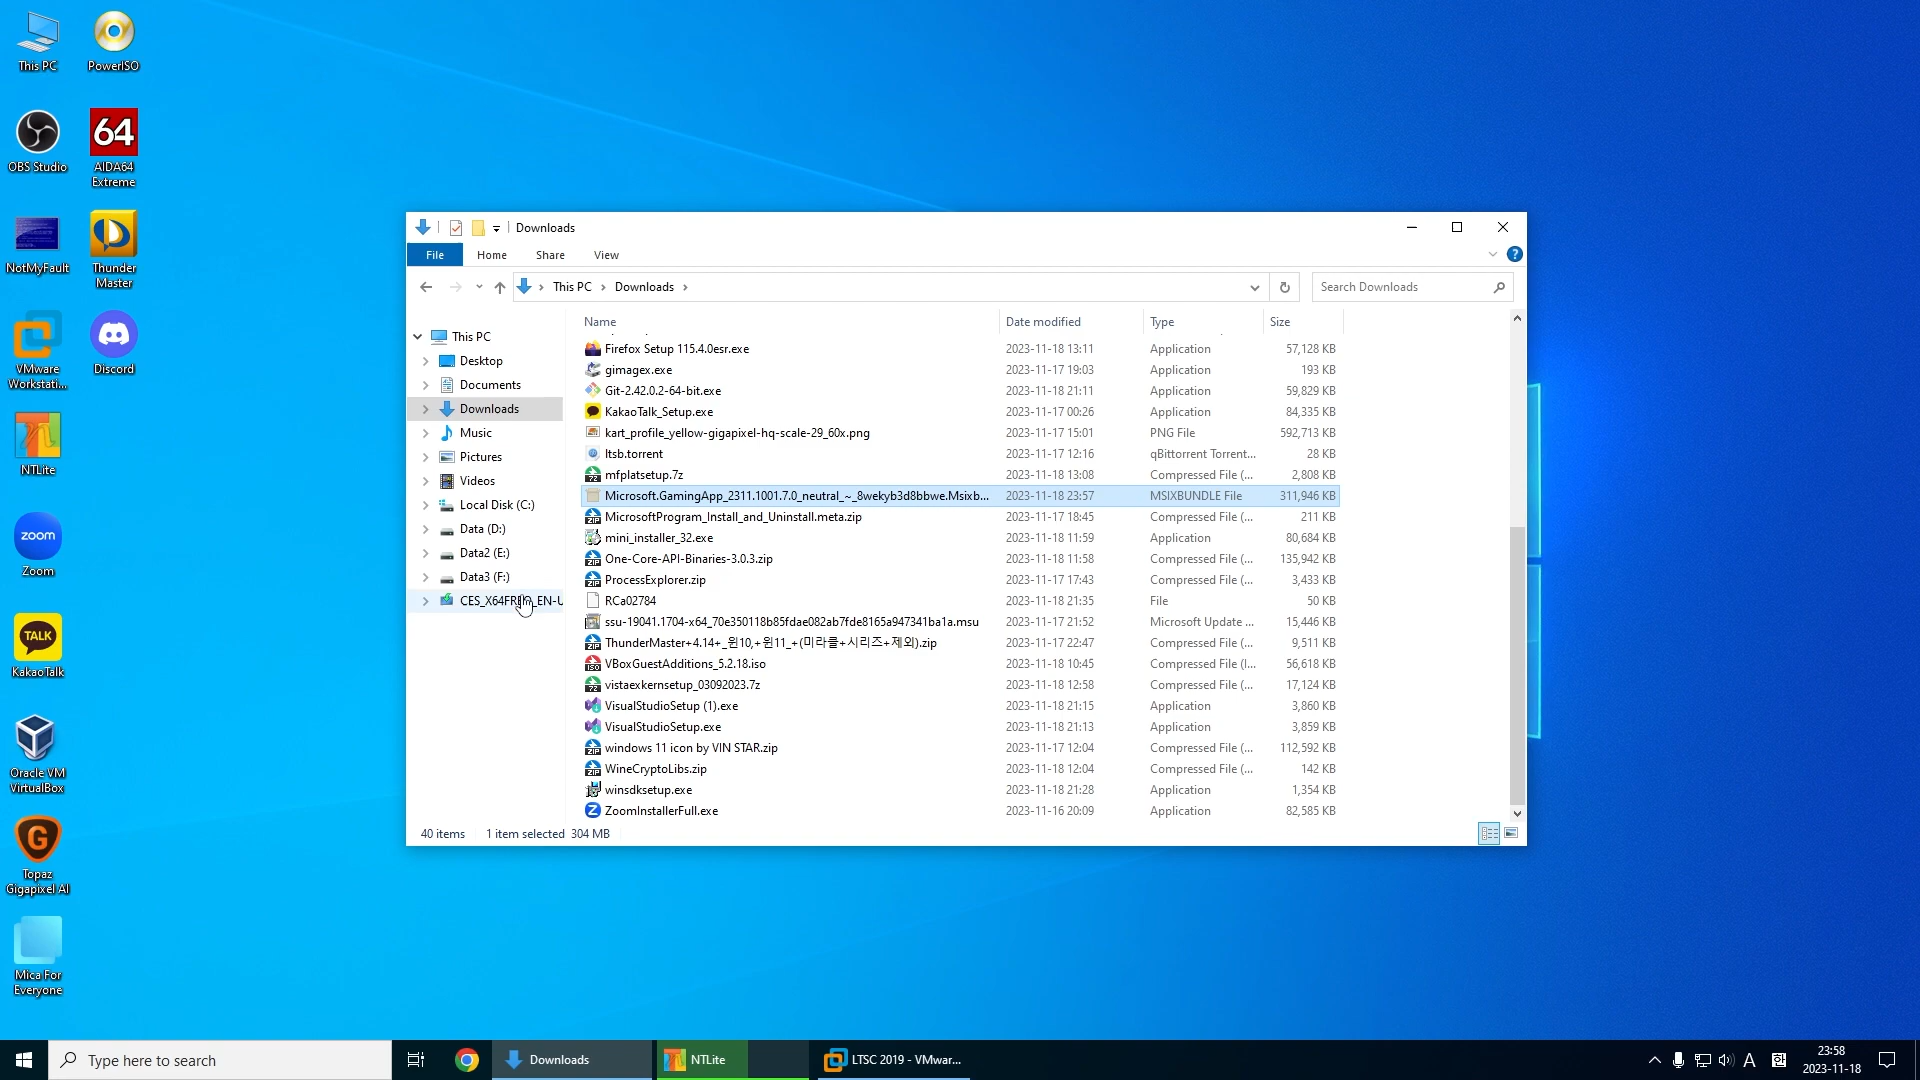 This PC
PowerISO
OBS Studio
AIDA64
Extreme
NotMyFault
Thunder
Master
VMware
Workstati...
Discord
NTLite
zoom
Zoom
TALK
KakaoTalk
Oracle VM
VirtualBox
Topaz
Gigapixel AI
Mica For
Everyone
64
Downloads
File Home Share View
This PC Downloads
Search Downloads
This PC
Desktop
Documents
Downloads
Music
Pictures
Videos
Local Disk (C:)
Data (D:)
Data2 (E:)
Data3 (F:)
Name Date modified Type Size
Firefox Setup 115.4.0esr.exe 2023-11-18 13:11 Application 57,128 KB
gimagex.exe 2023-11-17 19:03 Application 193 KB
Git-2.42.0.2-64-bit.exe 2023-11-18 21:11 Application 59,829 KB
KakaoTalk_Setup.exe 2023-11-17 00:26 Application 84,335 KB
kart_profile_yellow-gigapixel-hq-scale-29_60x.png 2023-11-17 15:01 PNG File 592,713 KB
ltsb.torrent 2023-11-17 12:16 qBittorrent Torrent... 28 KB
mfplatsetup.7z 2023-11-18 13:08 Compressed File (... 2,808 KB
Microsoft.GamingApp_2311.1001.7.0_neutral_~_8wekyb3d8bbwe.Msixb... 2023-11-18 23:57 MSIXBUNDLE File 311,946 KB
MicrosoftProgram_Install_and_Uninstall.meta.zip 2023-11-17 18:45 Compressed File (... 211 KB
mini_installer_32.exe 2023-11-18 11:59 Application 80,684 KB
One-Core-API-Binaries-3.0.3.zip 2023-11-18 11:58 Compressed File (... 135,942 KB
ProcessExplorer.zip 2023-11-17 17:43 Compressed File (... 3,433 KB
RCa02784 2023-11-18 21:35 File 50 KB
ssu-19041.1704-x64_70e350118b85fdae082ab7fde8165a947341ba1a.msu 2023-11-17 21:52 Microsoft Update ... 15,446 KB
ThunderMaster+4.14+_윈10,+윈11_+(미라클+시리즈+제외).zip 2023-11-17 22:47 Compressed File (... 9,511 KB
VBoxGuestAdditions_5.2.18.iso 2023-11-18 10:45 Compressed File (I... 56,618 KB
vistaexkernsetup_03092023.7z 2023-11-18 12:58 Compressed File (... 17,124 KB
VisualStudioSetup (1).exe 2023-11-18 21:15 Application 3,860 KB
VisualStudioSetup.exe 2023-11-18 21:13 Application 3,859 KB
windows 11 icon by VIN STAR.zip 2023-11-17 12:04 Compressed File (... 112,592 KB
WineCryptoLibs.zip 2023-11-18 12:04 Compressed File (... 142 KB
winsdksetup.exe 2023-11-18 21:28 Application 1,354 KB
ZoomInstallerFull.exe 2023-11-16 20:09 Application 82,585 KB
40 items 1 item selected 304 MB
Type here to search
Downloads
NTLite
LTSC 2019 - VMwar...
A
23:58
2023-11-18